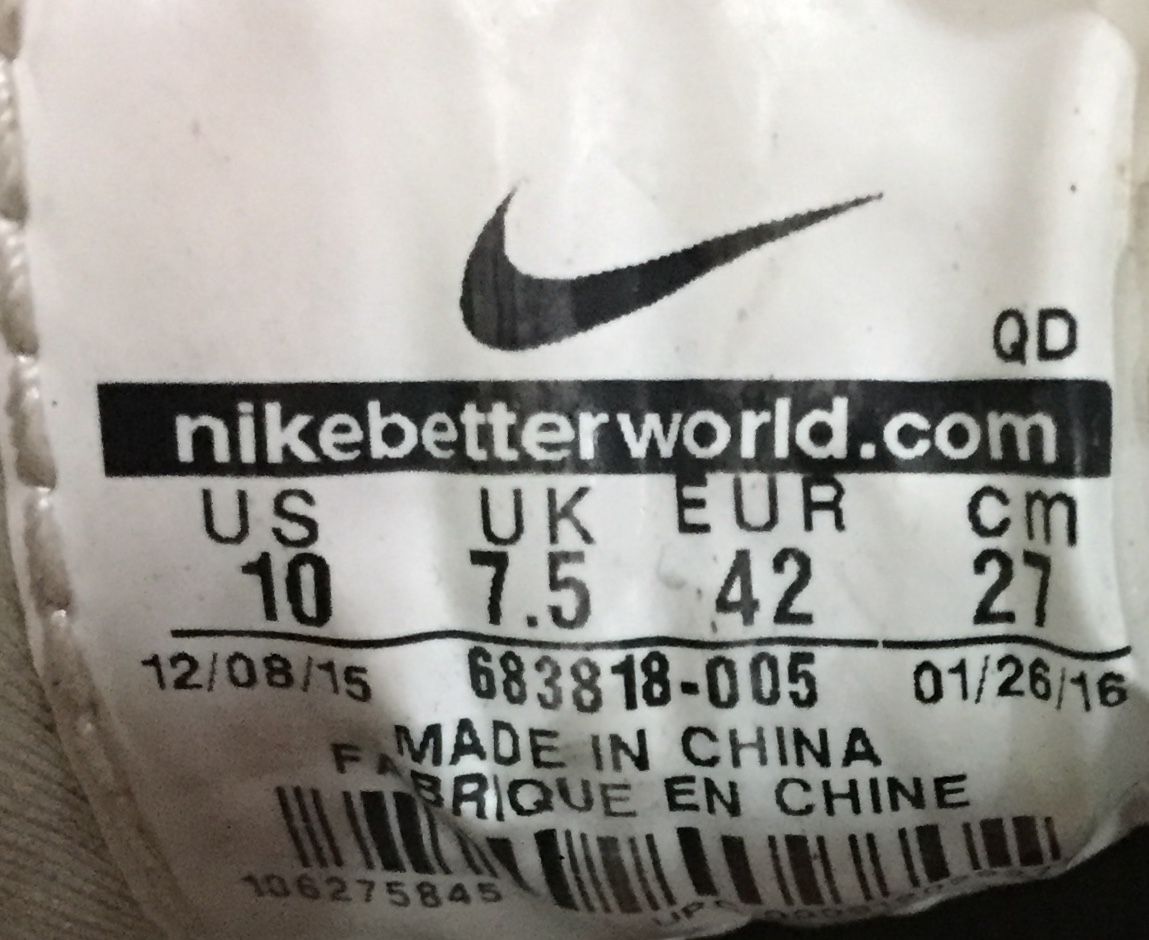 QD
nikebetterworld.com
US UK EUR cm
10 7.5 42 27
12/08/15 683818-005 01/26/16
MADE IN CHINA
FABRIQUE EN CHINE
106275845